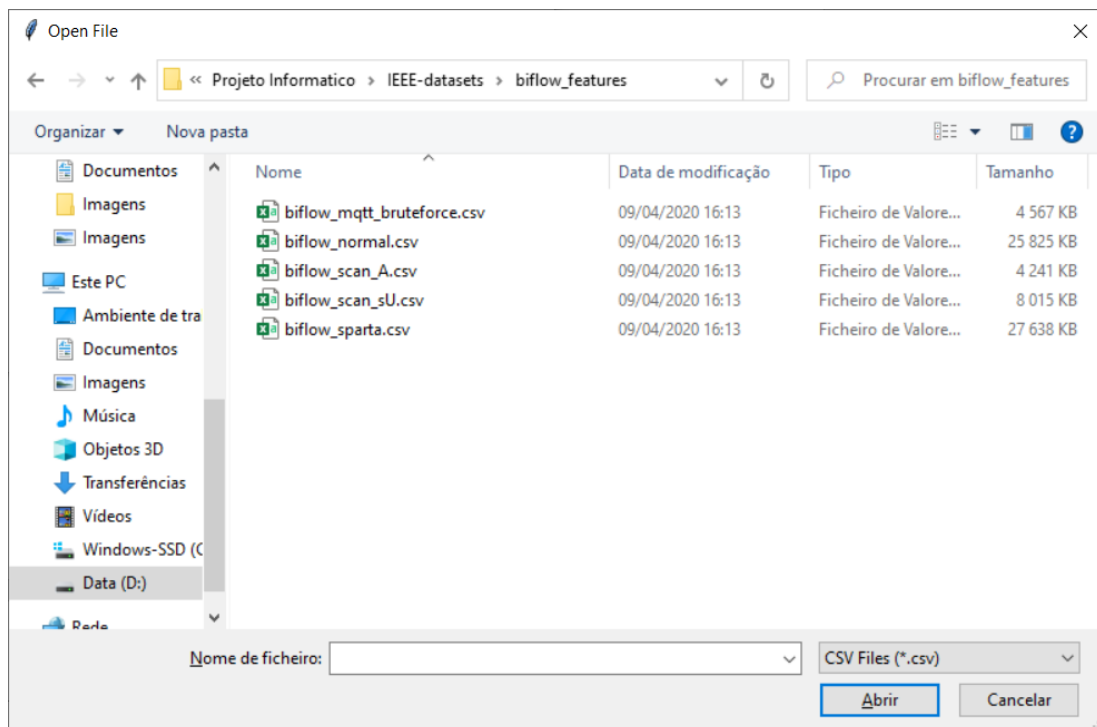 Open File
« Projeto Informatico > IEEE-datasets > biflow_features
Procurar em biflow_features
Organizar Nova pasta
Documentos
Imagens
Imagens
Este PC
Ambiente de tra
Documentos
Imagens
Música
Objetos 3D
Transferências
Vídeos
Windows-SSD (C
Data (D:)
Rede
Nome Data de modificação Tipo Tamanho
biflow_mqtt_bruteforce.csv 09/04/2020 16:13 Ficheiro de Valore... 4 567 KB
biflow_normal.csv 09/04/2020 16:13 Ficheiro de Valore... 25 825 KB
biflow_scan_A.csv 09/04/2020 16:13 Ficheiro de Valore... 4 241 KB
biflow_scan_sU.csv 09/04/2020 16:13 Ficheiro de Valore... 8 015 KB
biflow_sparta.csv 09/04/2020 16:13 Ficheiro de Valore... 27 638 KB
Nome de ficheiro: CSV Files (*.csv)
Abrir Cancelar